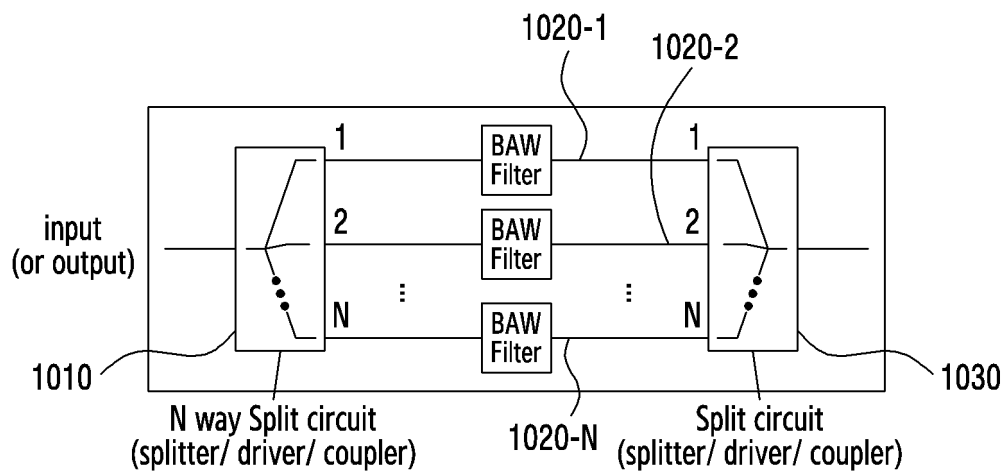 1020-1
1020-2
1
BAW
Filter
1
input
(or output)
2
BAW
Filter
2
N
BAW
Filter
N
1010
1030
N way Split circuit
(splitter/ driver/ coupler)
1020-N
Split circuit
(splitter/ driver/ coupler)